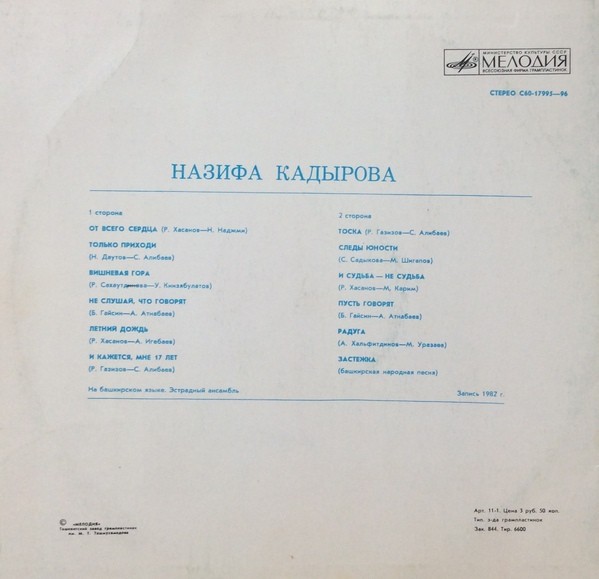 МИНИСТЕРСТВО КУЛЬТУРЫ СССР
МЕЛОДИЯ
ВСЕСОЮЗНАЯ ФИРМА ГРАМПЛАСТИНОК
СТЕРЕО С60-17995—96
НАЗИФА КАДЫРОВА
1 сторона
ОТ ВСЕГО СЕРДЦА (Р. Хасанов—Н. Наджми)
ТОЛЬКО ПРИХОДИ
(Н. Даутов—С. Алибаев)
ВИШНЕВАЯ ГОРА
(Р. Сахаутдинова—У. Кинзябулатов)
НЕ СЛУШАЙ, ЧТО ГОВОРЯТ
(Б. Гайсин—А. Атнабаев)
ЛЕТНИЙ ДОЖДЬ
(Р. Хасанов—А. Игебаев)
И КАЖЕТСЯ, МНЕ 17 ЛЕТ
(Р. Газизов—С. Алибаев)
2 сторона
ТОСКА (Р. Газизов—С. Алибаев)
СЛЕДЫ ЮНОСТИ
(С. Садыкова—М. Шигапов)
И СУДЬБА — НЕ СУДЬБА
(Р. Хасанов—М. Карим)
ПУСТЬ ГОВОРЯТ
(Б. Гайсин—А. Атнабаев)
РАДУГА
(А. Хальфитдинов—М. Уразаев)
ЗАСТЕЖКА
(башкирская народная песня)
На башкирском языке. Эстрадный ансамбль
Запись 1982 г.
© «МЕЛОДИЯ»
Ташкентский завод грампластинок
им. М. Т. Ташмухамедова
Арт. 11-1. Цена 3 руб. 50 коп.
Тип. з-да грампластинок
Зак. 844. Тир. 6600